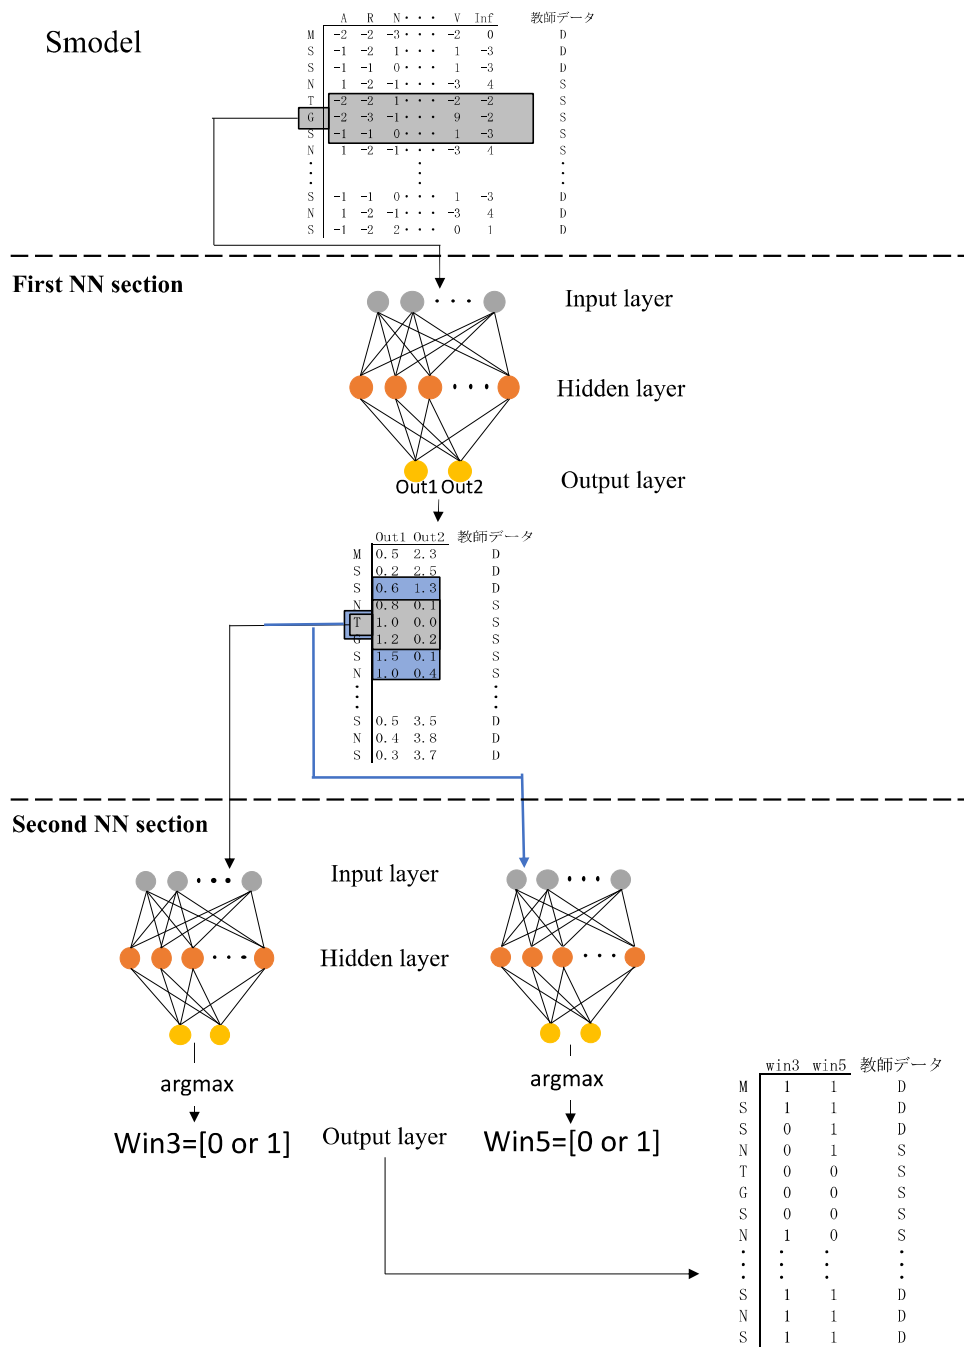 Smodel
A R N・・・ V Inf 教師データ
M -2 -2 -3・・・ -2 0 D
S -1 -2 1・・・ 1 -3 D
S -1 -1 0・・・ 1 -3 D
N 1 -2 -1・・・ -3 4 S
T -2 -2 1・・・ -2 -2 S
G -2 -3 -1・・・ 9 -2 S
S -1 -1 0・・・ 1 -3 S
N 1 -2 -1・・・ -3 4 S
S -1 -1 0・・・ 1 -3 D
N 1 -2 -1・・・ -3 4 D
S -1 -2 2・・・ 0 1 D
First NN section
Input layer
Hidden layer
Output layer
Out1 Out2
Out1 Out2 教師データ
M 0.5 2.3 D
S 0.2 2.5 D
S 0.6 1.3 D
N 0.8 0.1 S
T 1.0 0.0 S
G 1.2 0.2 S
S 1.5 0.1 S
N 1.0 0.4 S
S 0.5 3.5 D
N 0.4 3.8 D
S 0.3 3.7 D
Second NN section
Input layer
Hidden layer
argmax argmax
Win3=[0 or 1] Output layer Win5=[0 or 1]
win3 win5 教師データ
M 1 1 D
S 1 1 D
S 0 1 D
N 0 1 S
T 0 0 S
G 0 0 S
S 0 0 S
N 1 0 S
S 1 1 D
N 1 1 D
S 1 1 D